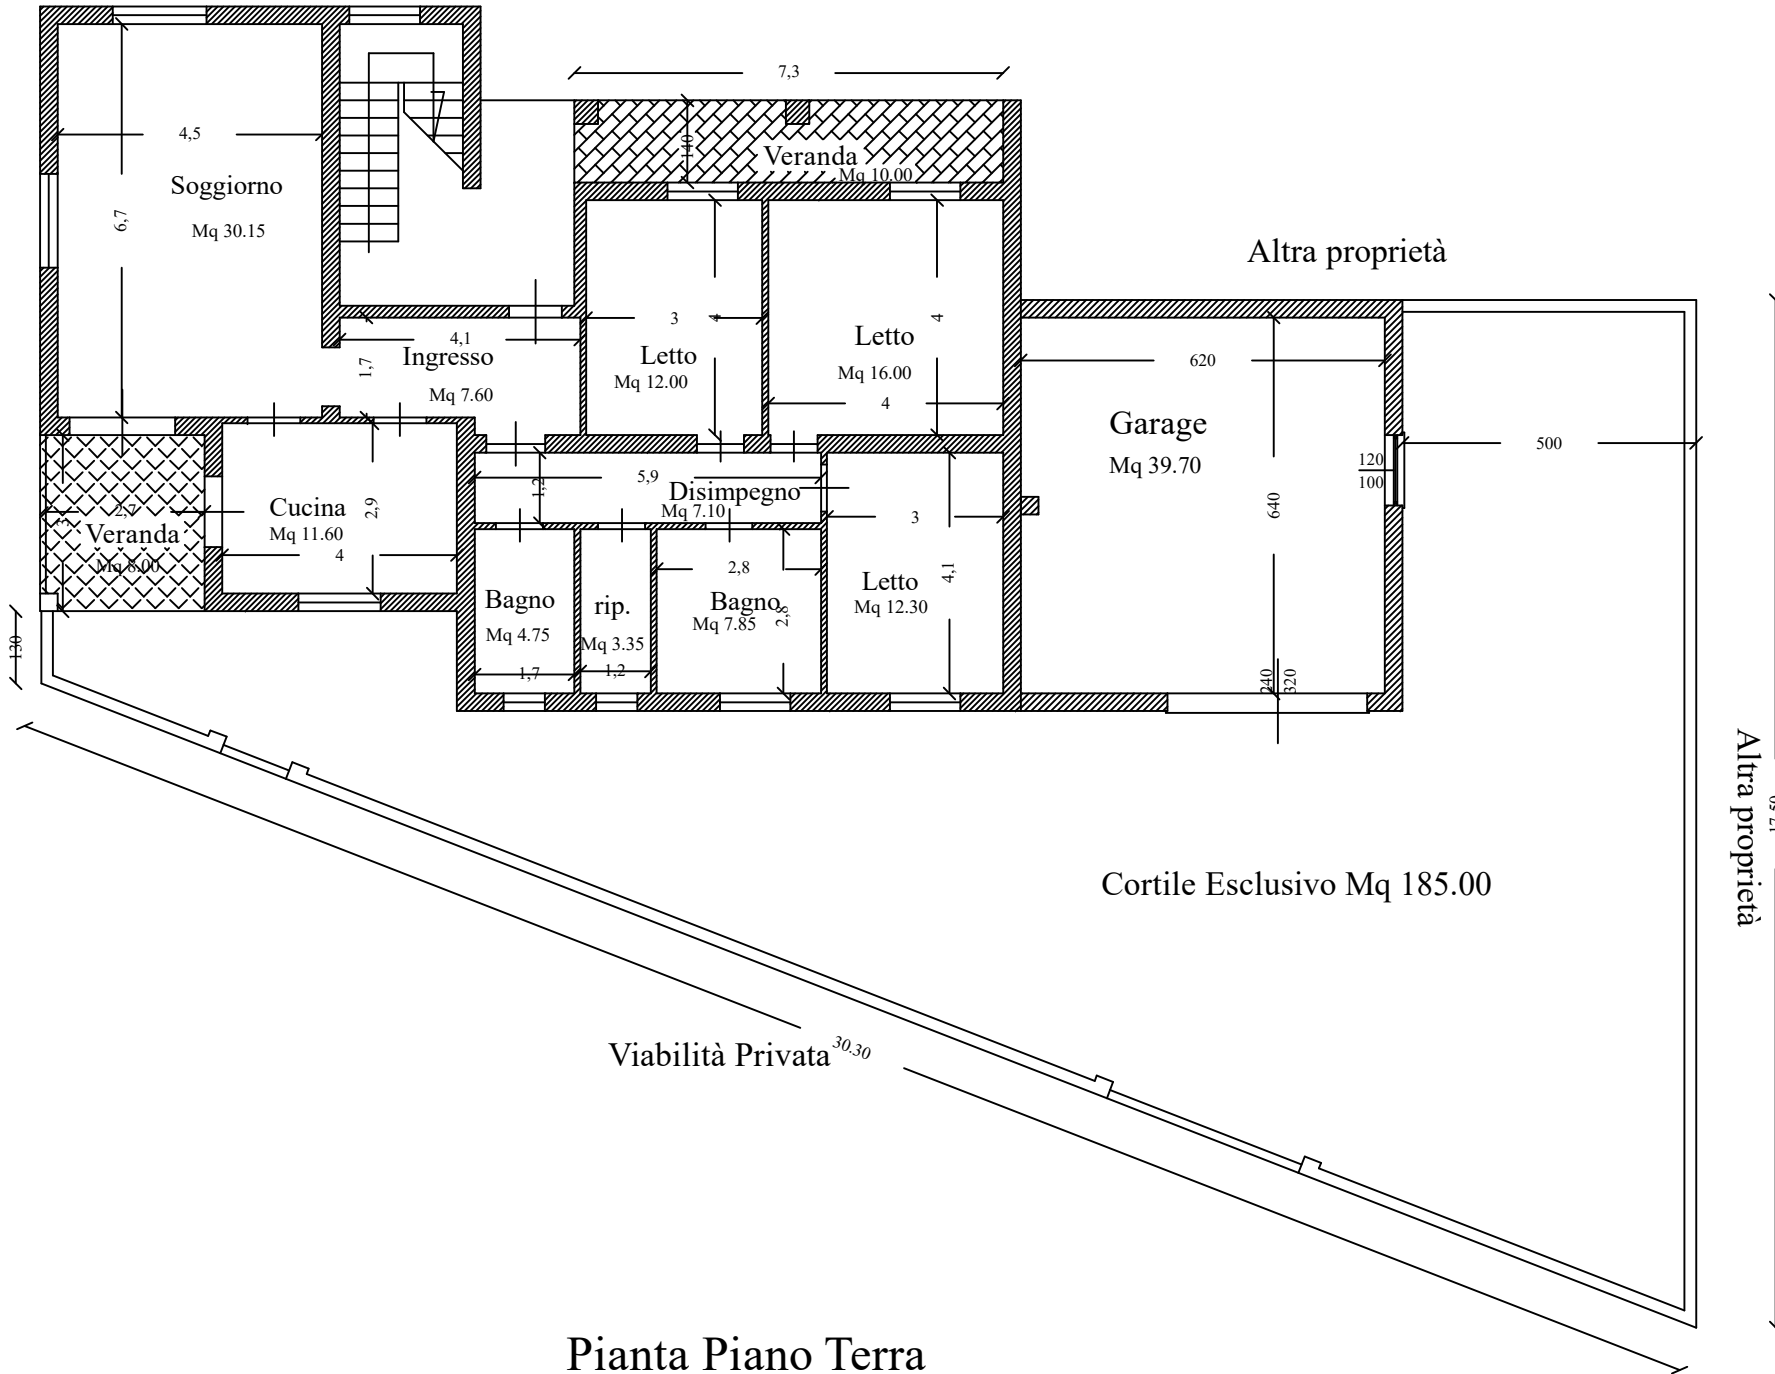 7,3
140
Veranda
Mq 10.00
4,5
6,7
Soggiorno
Mq 30.15
Altra proprietà
4,1
1,7
Ingresso
Mq 7.60
3
4
Letto
Mq 12.00
4
Letto
Mq 16.00
4
620
Garage
Mq 39.70
640
120
100
500
240
320
2,7
3
Veranda
Mq 8.00
Cucina
Mq 11.60
2,9
4
5,9
1,2
Disimpegno
Mq 7.10
3
4,1
Letto
Mq 12.30
Bagno
Mq 4.75
1,7
rip.
Mq 3.35
1,2
2,8
Bagno
Mq 7.85
2,8
130
Altra proprietà
Cortile Esclusivo Mq 185.00
Viabilità Privata
30.30
Pianta Piano Terra